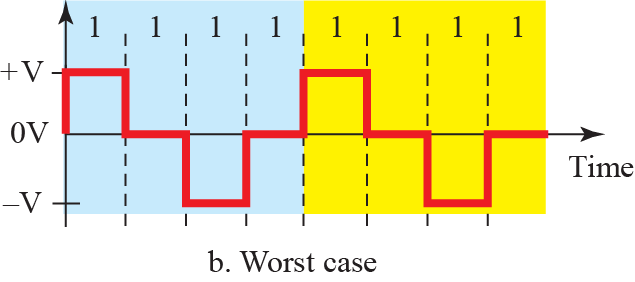 1 1 1 1 1 1 1 1
+V
0V
Time
–V
b. Worst case